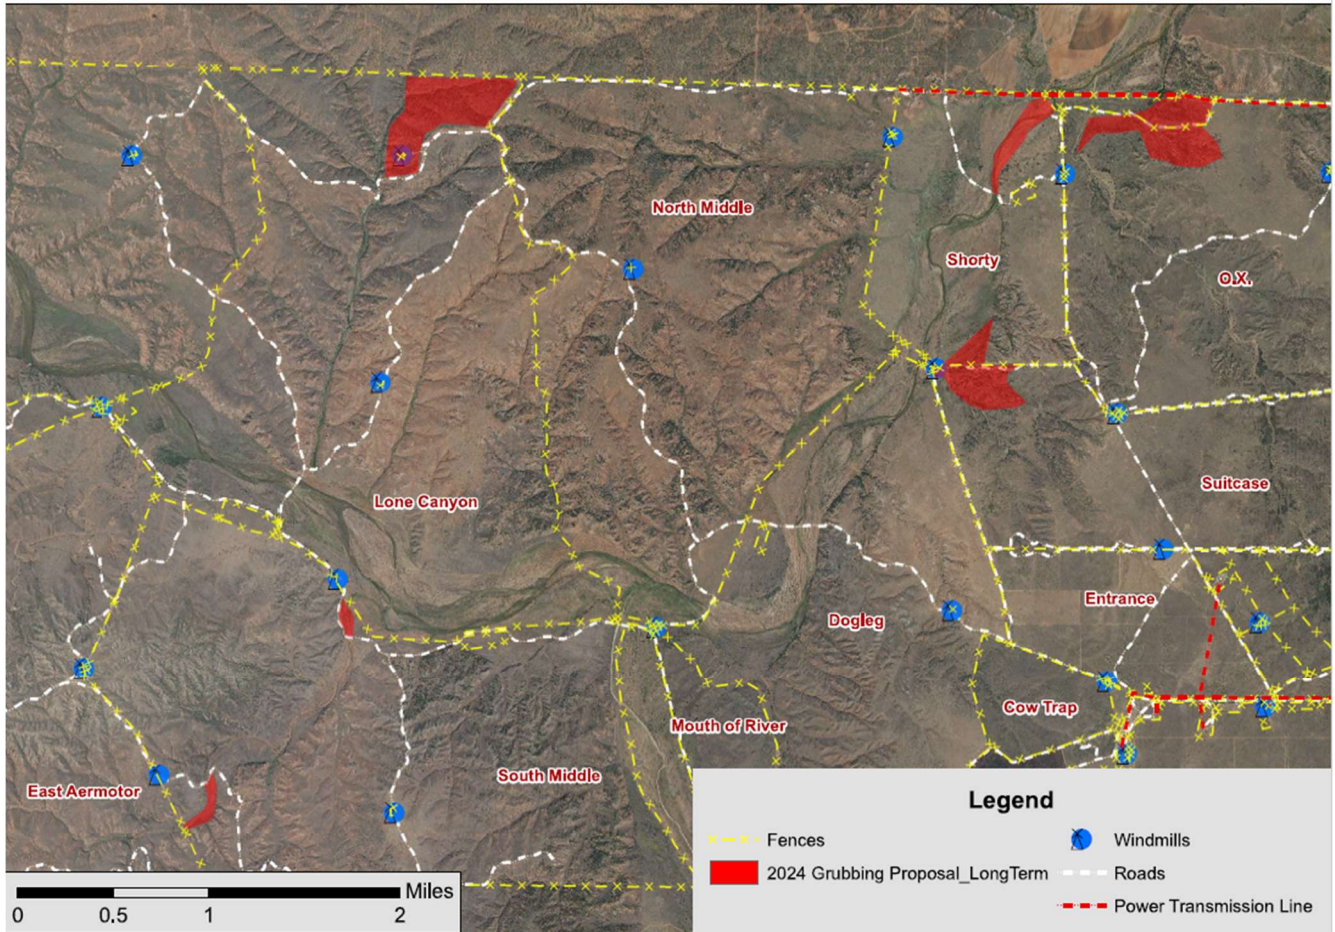 North Middle
Shorty
O.X.
Lone Canyon
Suitcase
Entrance
Dogleg
Cow Trap
Mouth of River
South Middle
East Aermotor
Legend
Fences
Windmills
2024 Grubbing Proposal_LongTerm
Roads
Power Transmission Line
Miles
0 0.5 1 2